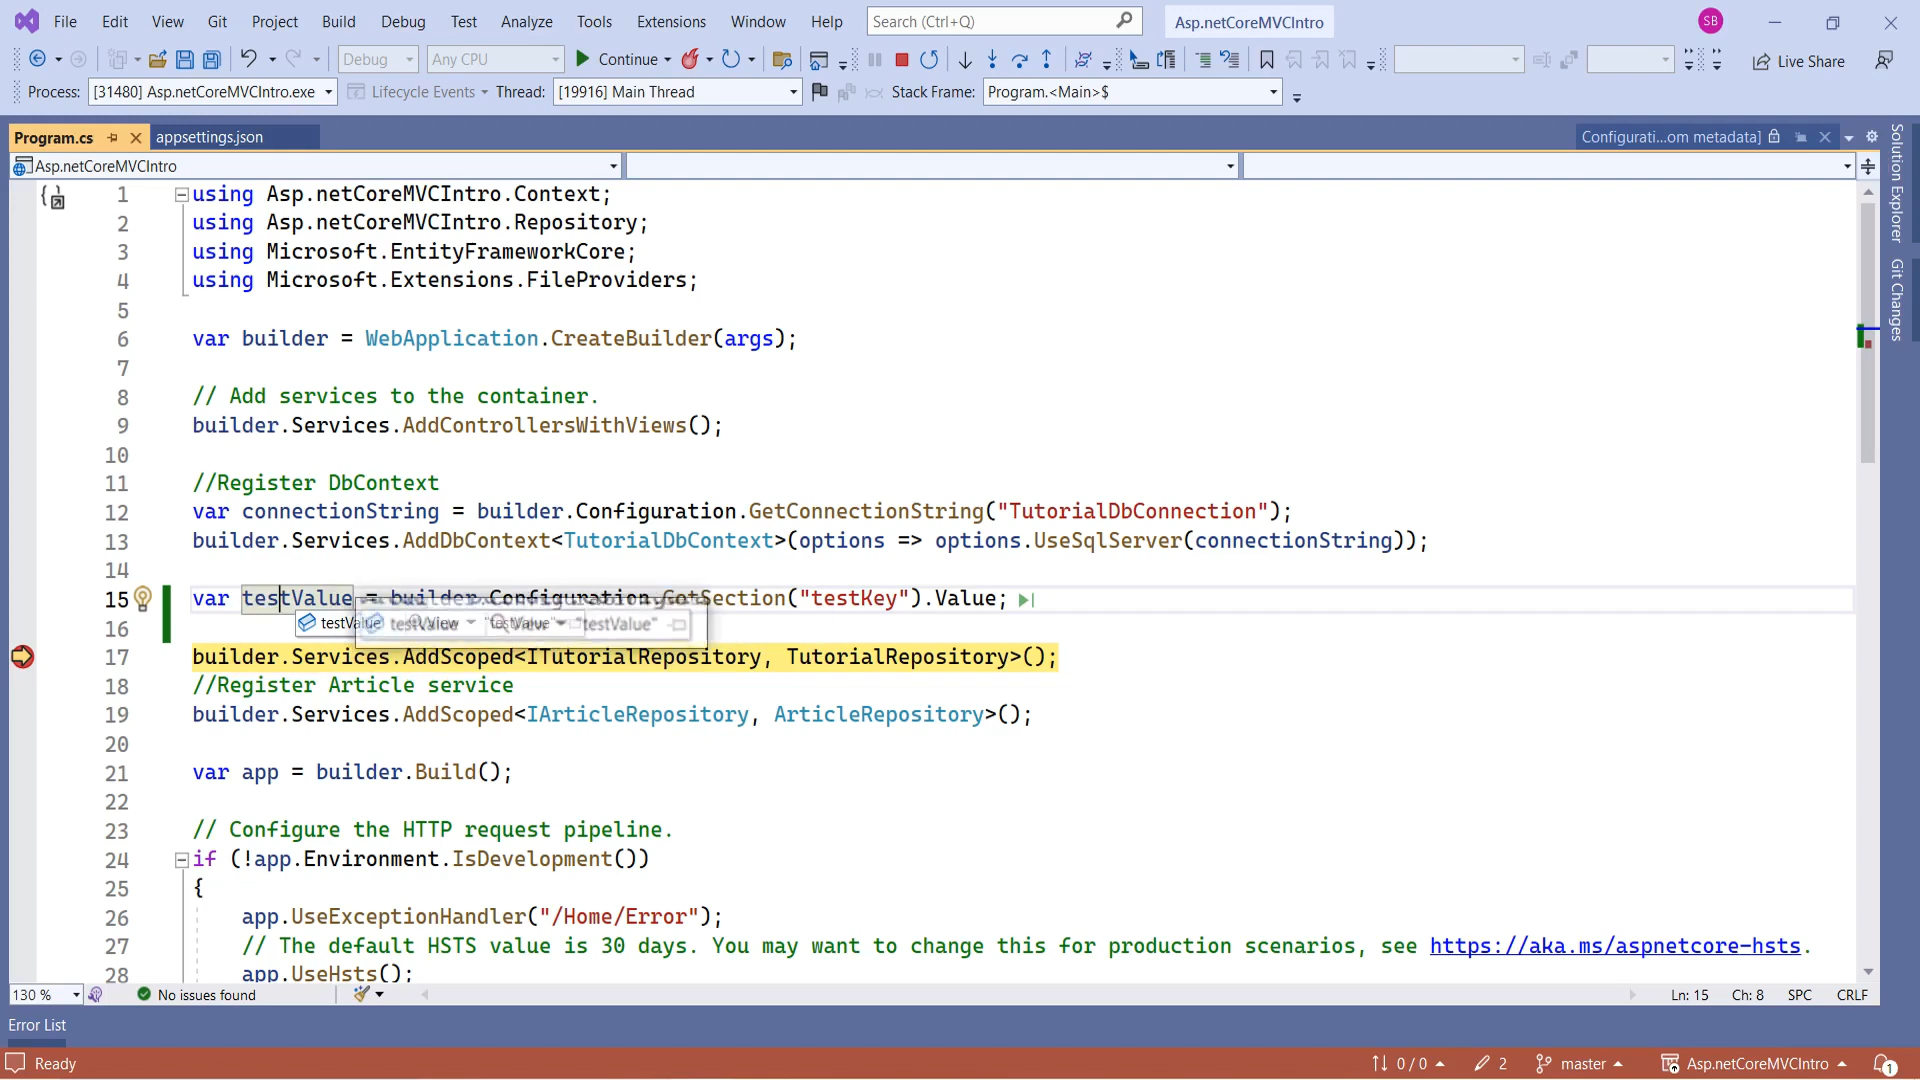 File Edit View Git Project Build Debug Test Analyze Tools Extensions Window Help Search (Ctrl+Q) Asp.netCoreMVCIntro SB
Debug Any CPU Continue Live Share
Process: [31480] Asp.netCoreMVCIntro.exe Lifecycle Events Thread: [19916] Main Thread Stack Frame: Program.<Main>$
Program.cs appsettings.json Configurati...om metadata]
Asp.netCoreMVCIntro
Solution Explorer
Git Changes
1 using Asp.netCoreMVCIntro.Context;
2 using Asp.netCoreMVCIntro.Repository;
3 using Microsoft.EntityFrameworkCore;
4 using Microsoft.Extensions.FileProviders;
5
6 var builder = WebApplication.CreateBuilder(args);
7
8 // Add services to the container.
9 builder.Services.AddControllersWithViews();
10
11 //Register DbContext
12 var connectionString = builder.Configuration.GetConnectionString("TutorialDbConnection");
13 builder.Services.AddDbContext<TutorialDbContext>(options => options.UseSqlServer(connectionString));
14
15 var testValue = builder.Configuration.GetSection("testKey").Value;
16
testValue View "testValue"
17 builder.Services.AddScoped<ITutorialRepository, TutorialRepository>();
18 //Register Article service
19 builder.Services.AddScoped<IArticleRepository, ArticleRepository>();
20
21 var app = builder.Build();
22
23 // Configure the HTTP request pipeline.
24 if (!app.Environment.IsDevelopment())
25 {
26 app.UseExceptionHandler("/Home/Error");
27 // The default HSTS value is 30 days. You may want to change this for production scenarios, see https://aka.ms/aspnetcore-hsts.
28 app.UseHsts();
130 % No issues found Ln: 15 Ch: 8 SPC CRLF
Error List
Ready 0 / 0 2 master Asp.netCoreMVCIntro 1